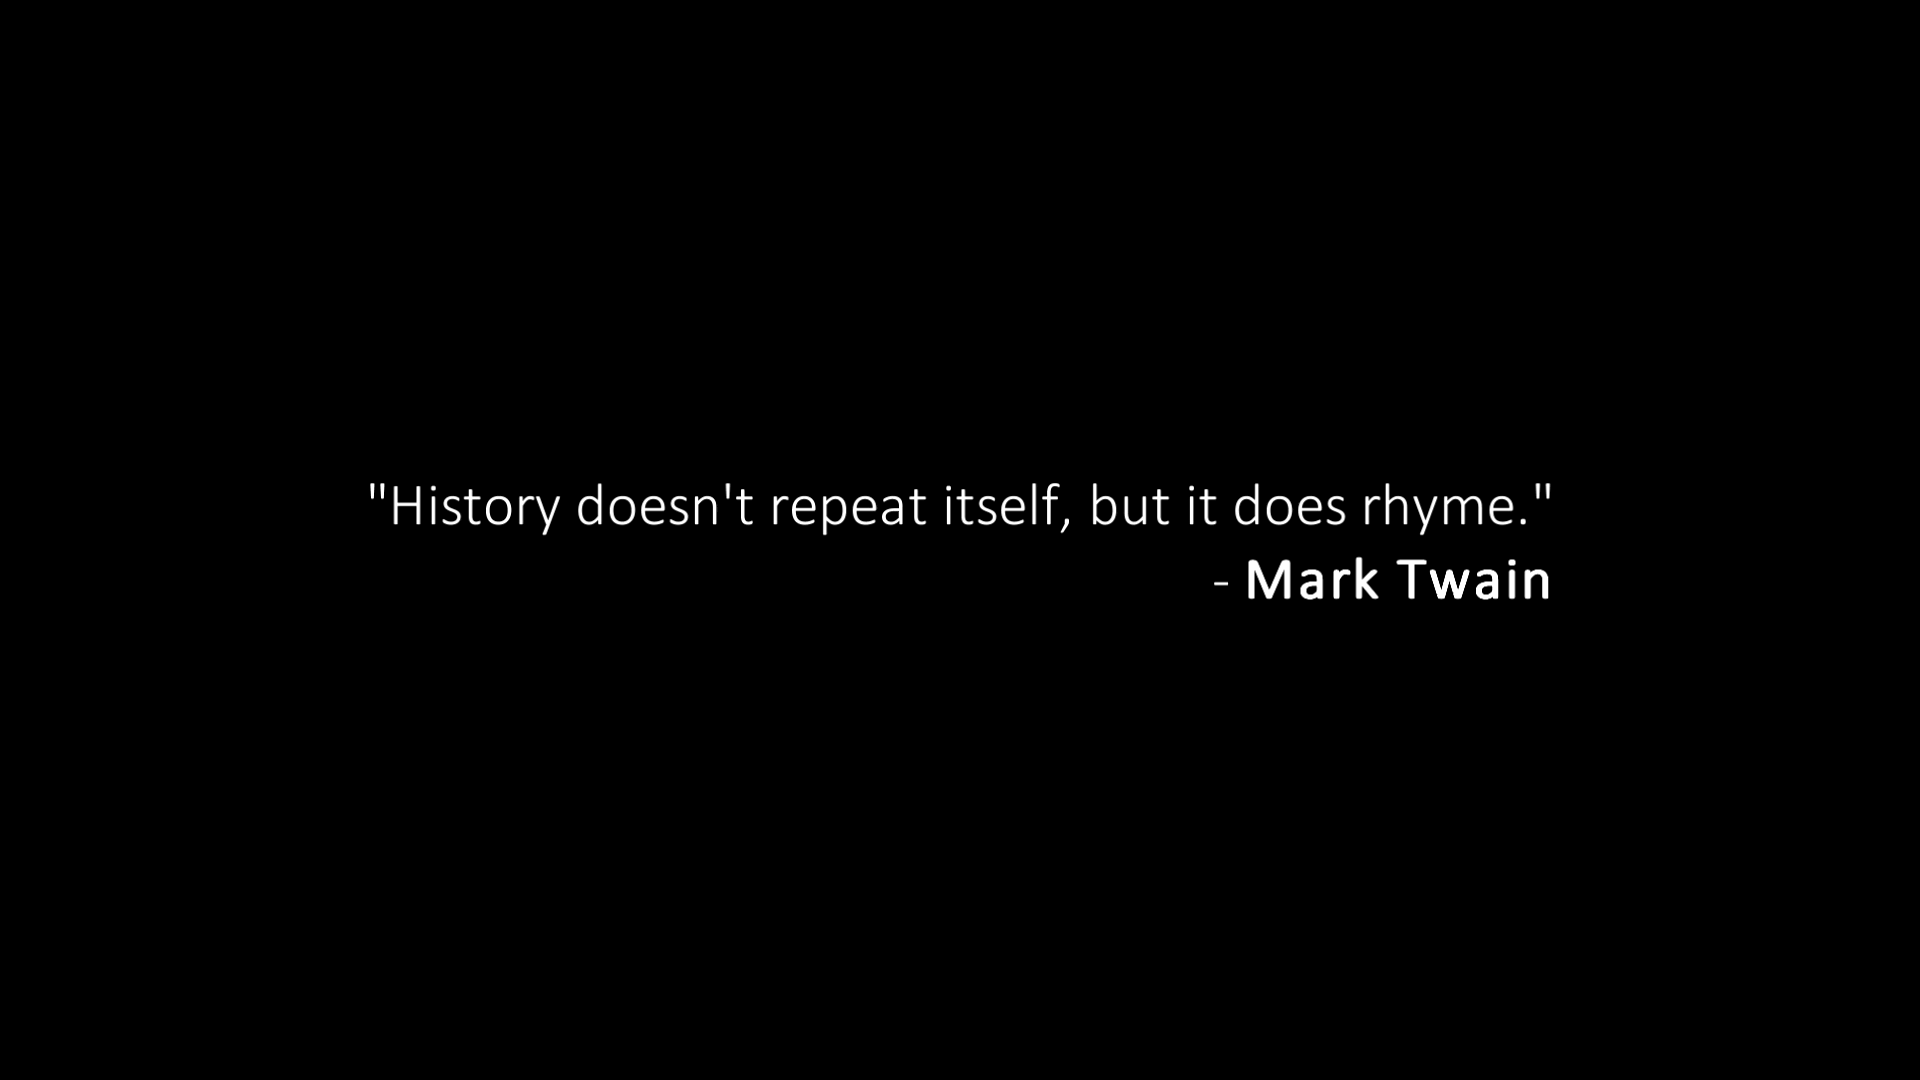 "History doesn't repeat itself, but it does rhyme."
- Mark Twain